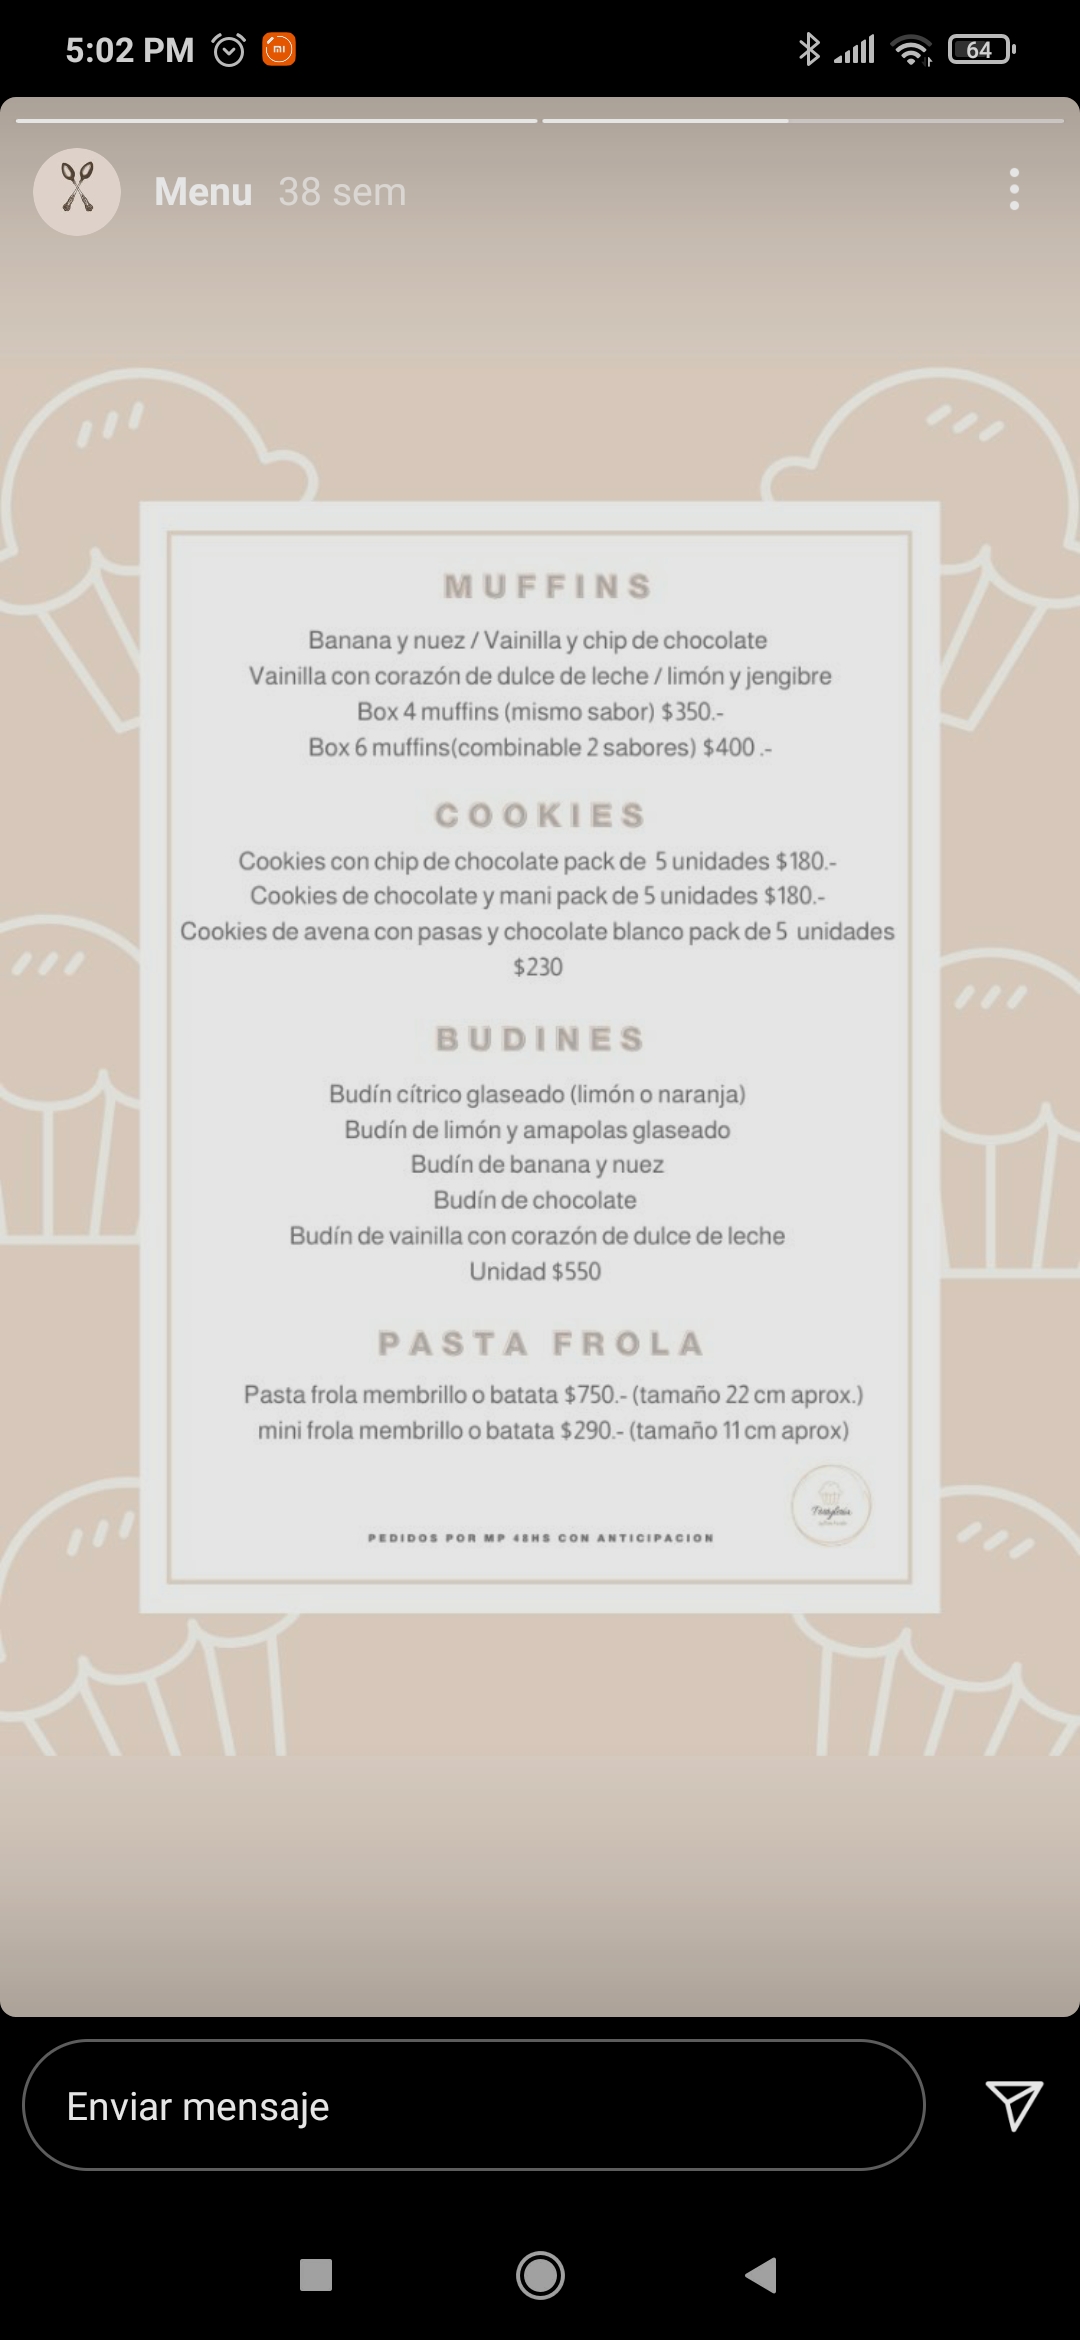 5:02 PM
64
Menu 38 sem
MUFFINS
Banana y nuez / Vainilla y chip de chocolate
Vainilla con corazón de dulce de leche / limón y jengibre
Box 4 muffins (mismo sabor) $350.-
Box 6 muffins(combinable 2 sabores) $400 .-
COOKIES
Cookies con chip de chocolate pack de 5 unidades $180.-
Cookies de chocolate y mani pack de 5 unidades $180.-
Cookies de avena con pasas y chocolate blanco pack de 5 unidades
$230
BUDINES
Budín cítrico glaseado (limón o naranja)
Budín de limón y amapolas glaseado
Budín de banana y nuez
Budín de chocolate
Budín de vainilla con corazón de dulce de leche
Unidad $550
PASTA FROLA
Pasta frola membrillo o batata $750.- (tamaño 22 cm aprox.)
mini frola membrillo o batata $290.- (tamaño 11 cm aprox)
PEDIDOS POR MP 48HS CON ANTICIPACION
Enviar mensaje